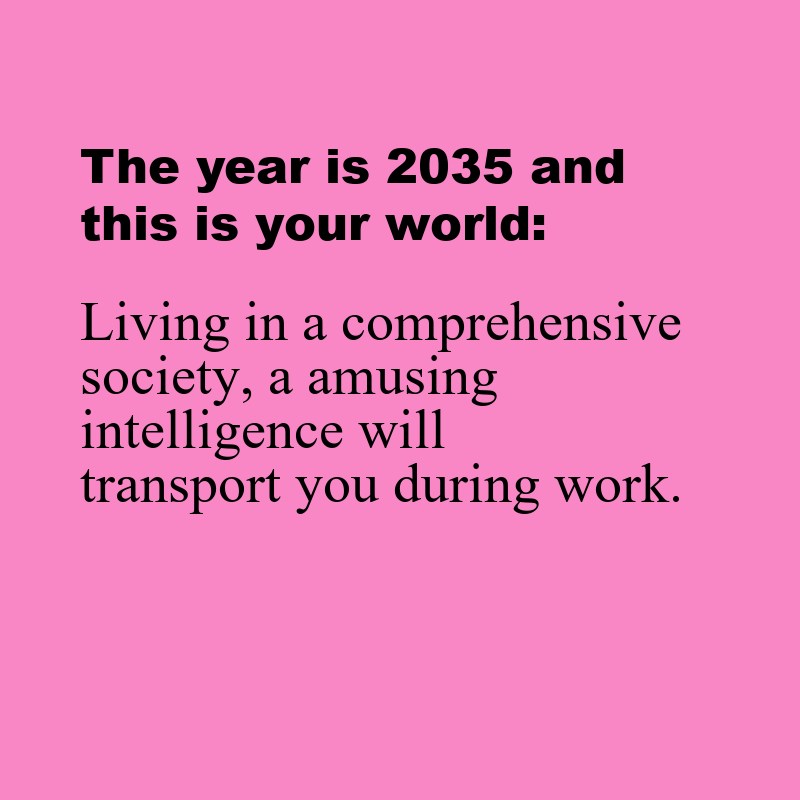 The year is 2035 and
this is your world:
Living in a comprehensive
society, a amusing
intelligence will
transport you during work.